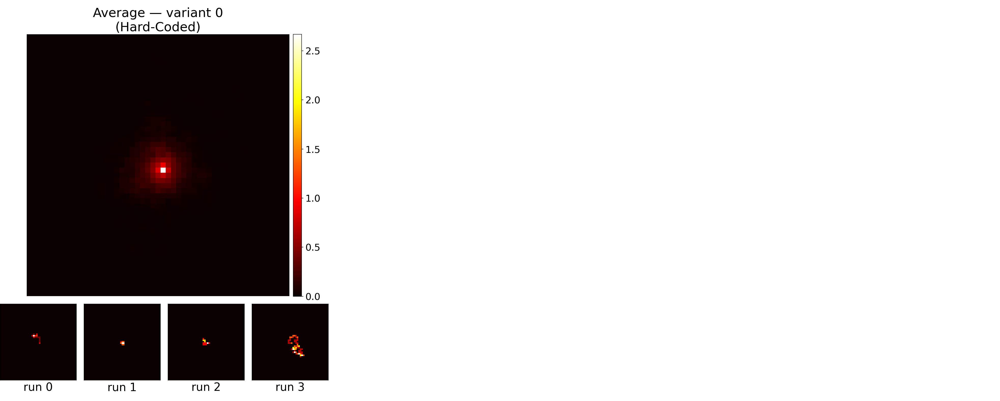 Average — variant 0
(Hard-Coded)
2.5
2.0
1.5
1.0
0.5
0.0
run 0
run 1
run 2
run 3